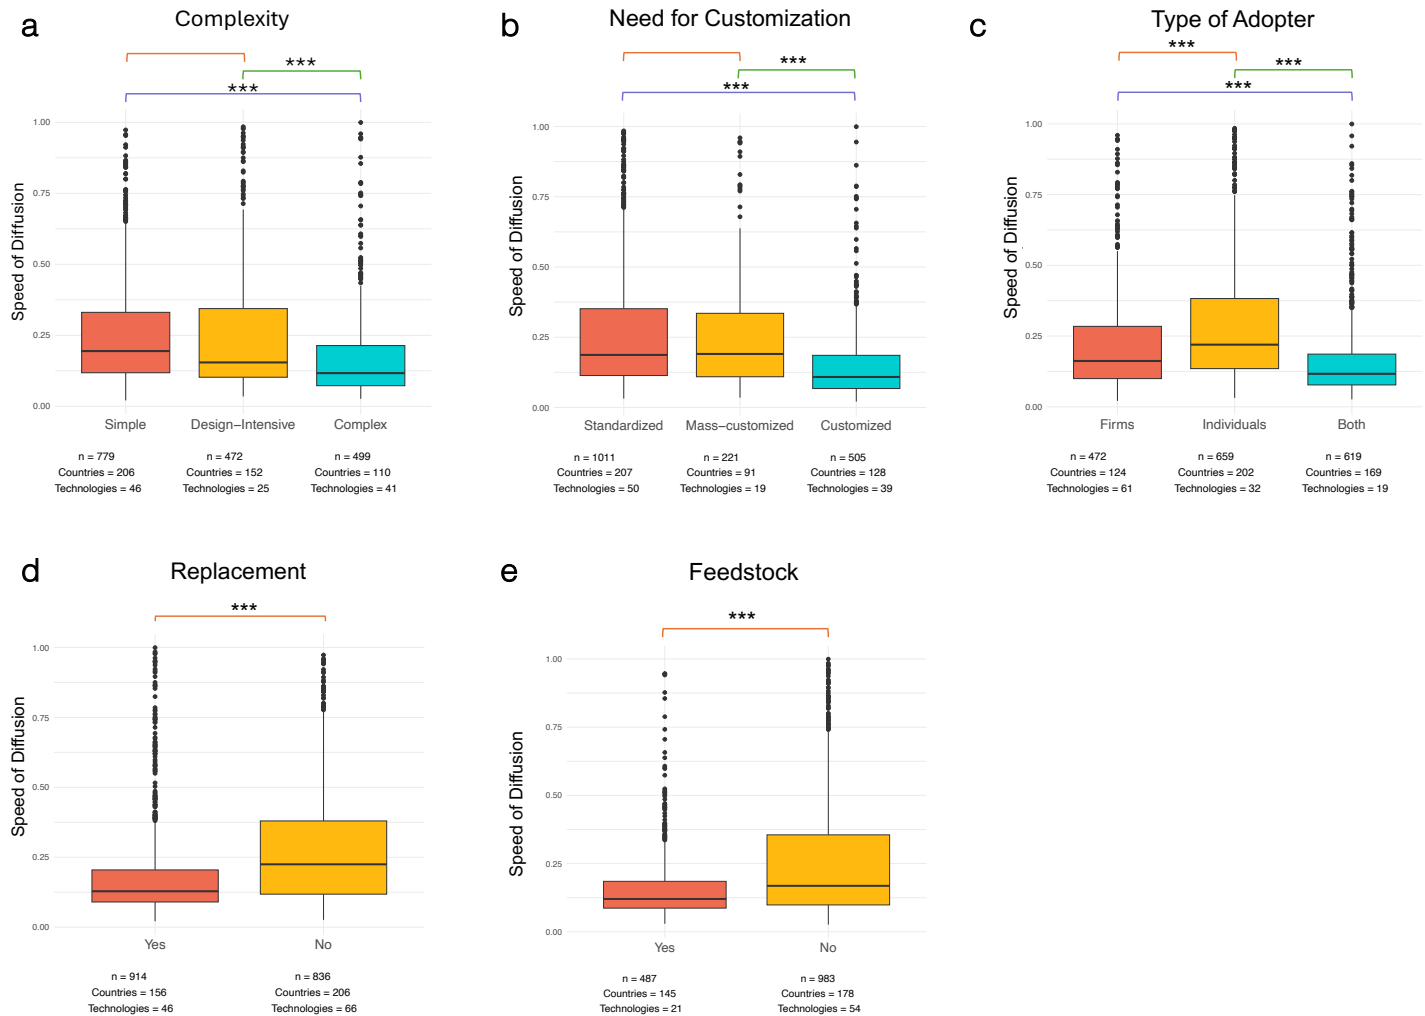 a
Complexity
***
***
Speed of Diffusion
1.00
0.75
0.50
0.25
0.00
Simple
Design-Intensive
Complex
n = 779
Countries = 206
Technologies = 46
n = 472
Countries = 152
Technologies = 25
n = 499
Countries = 110
Technologies = 41
b
Need for Customization
***
***
Speed of Diffusion
1.00
0.75
0.50
0.25
0.00
Standardized
Mass-customized
Customized
n = 1011
Countries = 207
Technologies = 50
n = 221
Countries = 91
Technologies = 19
n = 505
Countries = 128
Technologies = 39
c
Type of Adopter
***
***
***
Speed of Diffusion
1.00
0.75
0.50
0.25
0.00
Firms
Individuals
Both
n = 472
Countries = 124
Technologies = 61
n = 659
Countries = 202
Technologies = 32
n = 619
Countries = 169
Technologies = 19
d
Replacement
***
Speed of Diffusion
1.00
0.75
0.50
0.25
0.00
Yes
No
n = 914
Countries = 156
Technologies = 46
n = 836
Countries = 206
Technologies = 66
e
Feedstock
***
Speed of Diffusion
1.00
0.75
0.50
0.25
0.00
Yes
No
n = 487
Countries = 145
Technologies = 21
n = 983
Countries = 178
Technologies = 54